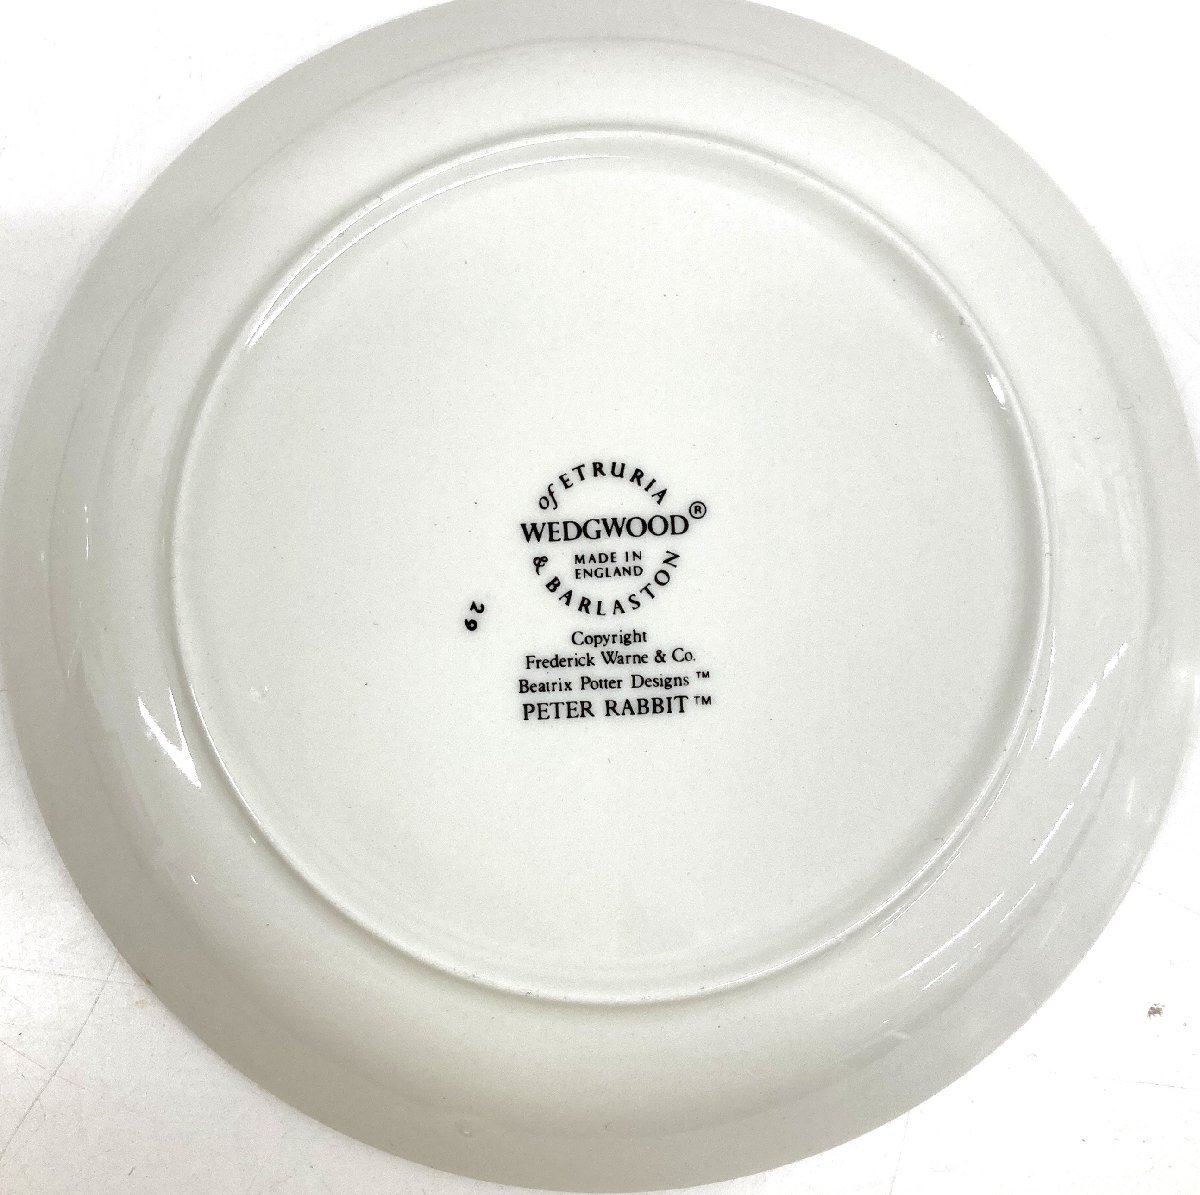 of ETRURIA
WEDGWOOD®
MADE IN
ENGLAND
& BARLASTON
29
Copyright
Frederick Warne & Co.
Beatrix Potter Designs ™
PETER RABBIT ™